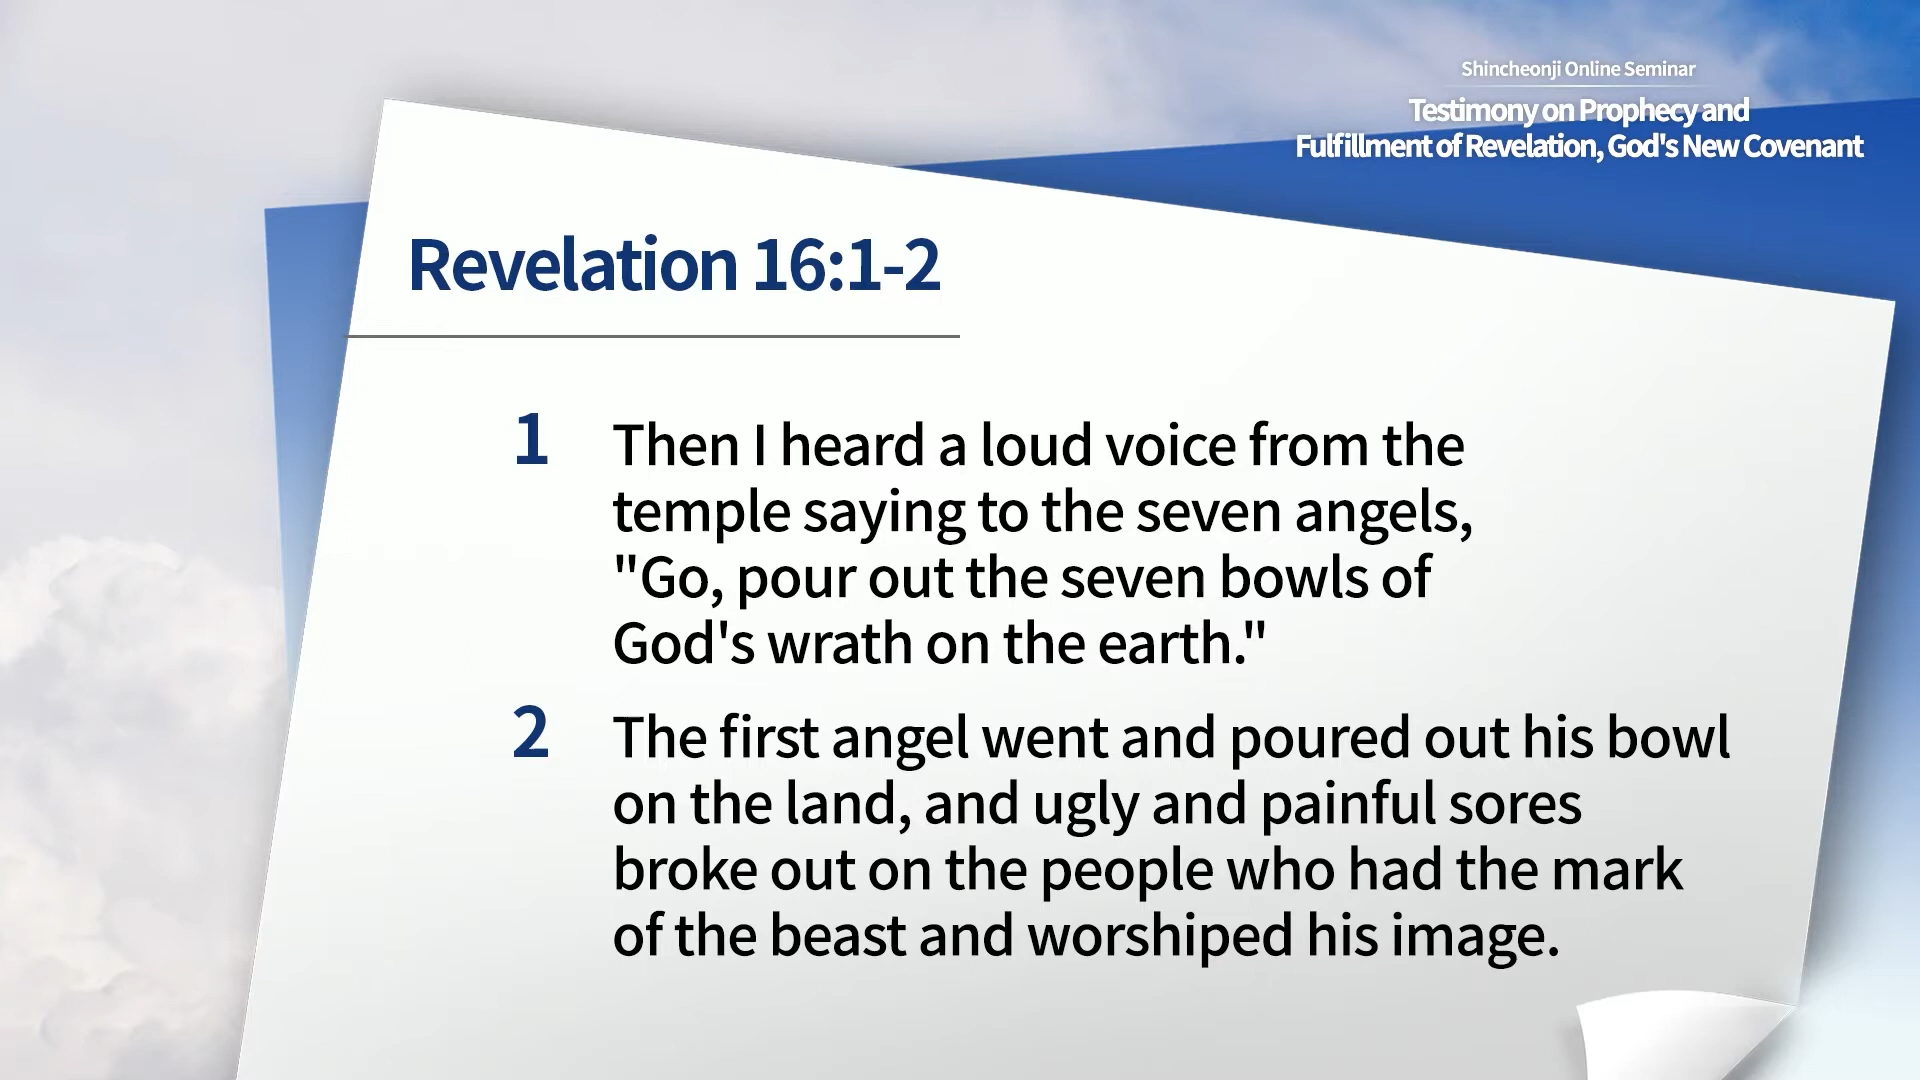 Shincheonji Online Seminar
Testimony on Prophecy and
Fulfillment of Revelation, God's New Covenant
Revelation 16:1-2
1 Then I heard a loud voice from the
temple saying to the seven angels,
"Go, pour out the seven bowls of
God's wrath on the earth."
2 The first angel went and poured out his bowl
on the land, and ugly and painful sores
broke out on the people who had the mark
of the beast and worshiped his image.